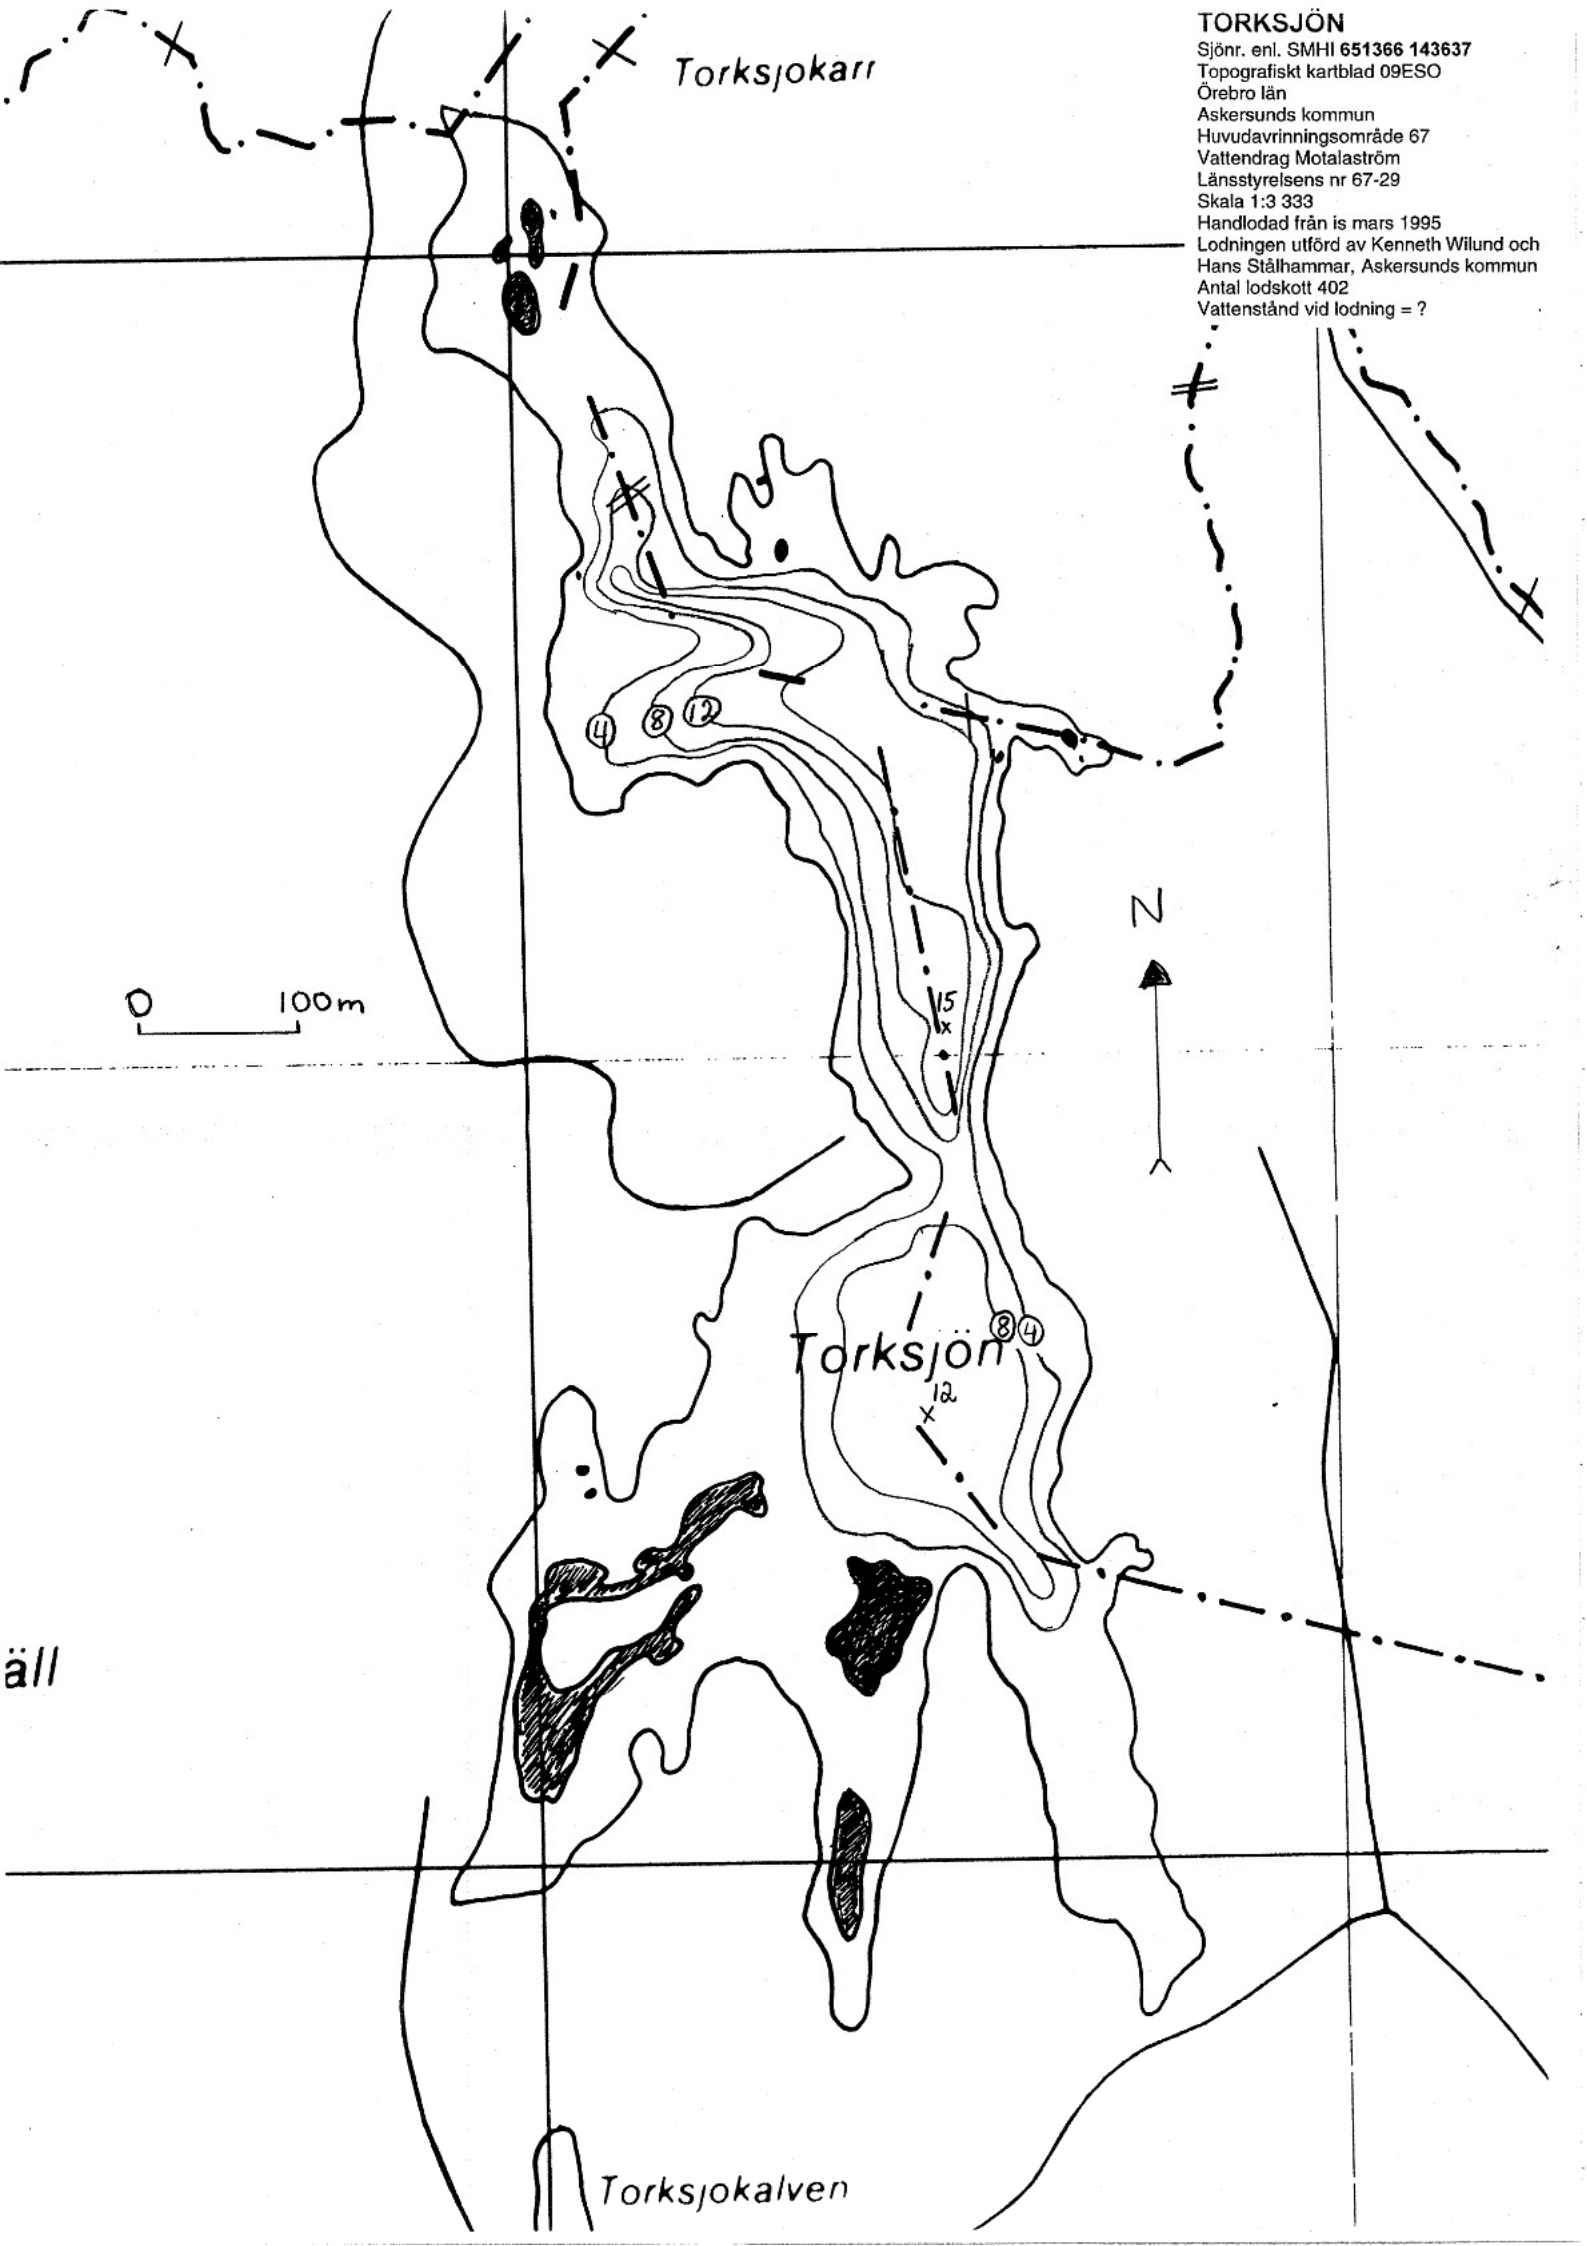 TORKSJÖN
Sjönr. enl. SMHI 651366 143637
Topografiskt kartblad 09ESO
Örebro län
Askersunds kommun
Huvudavrinningsområde 67
Vattendrag Motalaström
Länsstyrelsens nr 67-29
Skala 1:3 333
Handlodad från is mars 1995
Lodningen utförd av Kenneth Wilund och
Hans Stålhammar, Askersunds kommun
Antal lodskott 402
Vattenstånd vid lodning = ?
Torksjokarr
4
8
12
N
0 100m
15
x
8 4
Torksjön
12
x
äll
Torksjokalven